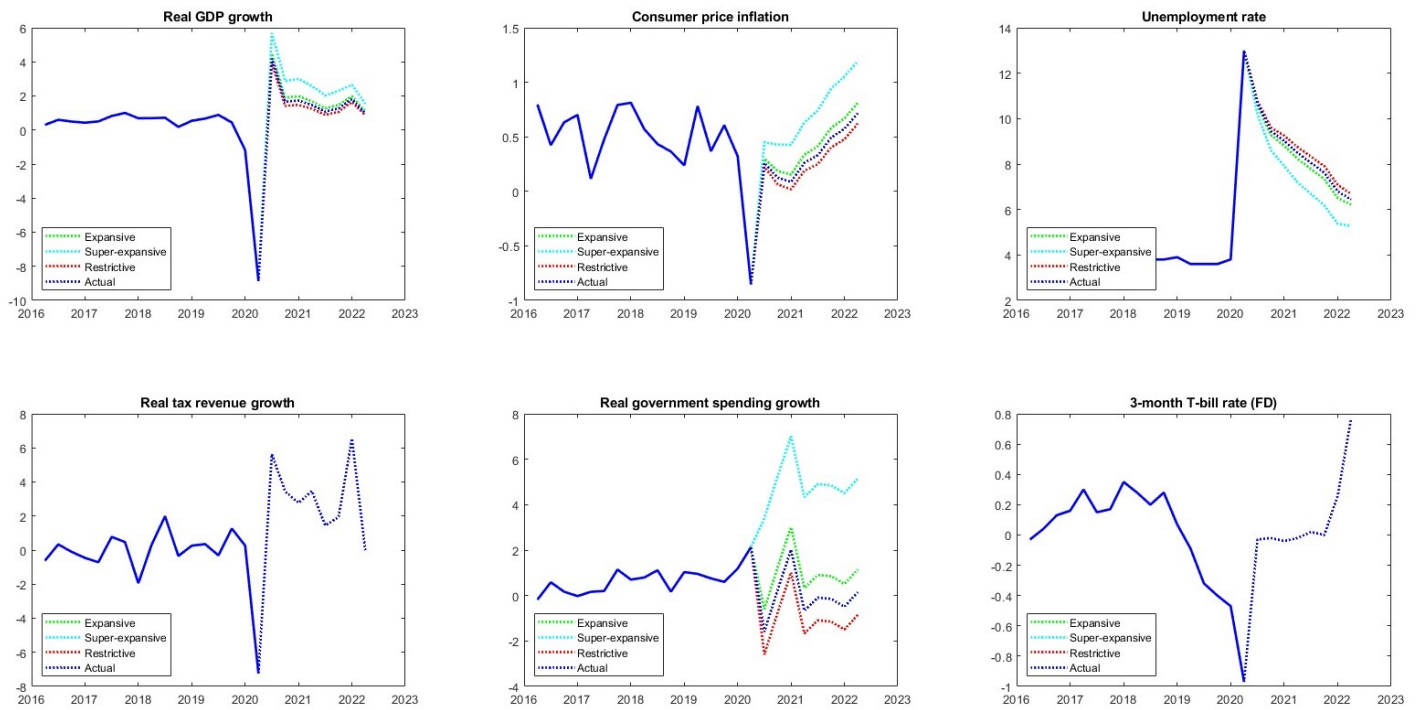 Real GDP growth
6
4
2
0
-2
-4
-6
-8
-10
Expansive
Super-expansive
Restrictive
Actual
2016 2017 2018 2019 2020 2021 2022 2023
Consumer price inflation
1.5
1
0.5
0
-0.5
-1
Expansive
Super-expansive
Restrictive
Actual
2016 2017 2018 2019 2020 2021 2022 2023
Unemployment rate
14
12
10
8
6
4
2
Expansive
Super-expansive
Restrictive
Actual
2016 2017 2018 2019 2020 2021 2022 2023
Real tax revenue growth
8
6
4
2
0
-2
-4
-6
-8
Expansive
Super-expansive
Restrictive
Actual
2016 2017 2018 2019 2020 2021 2022 2023
Real government spending growth
8
6
4
2
0
-2
-4
Expansive
Super-expansive
Restrictive
Actual
2016 2017 2018 2019 2020 2021 2022 2023
3-month T-bill rate (FD)
0.8
0.6
0.4
0.2
0
-0.2
-0.4
-0.6
-0.8
-1
Expansive
Super-expansive
Restrictive
Actual
2016 2017 2018 2019 2020 2021 2022 2023